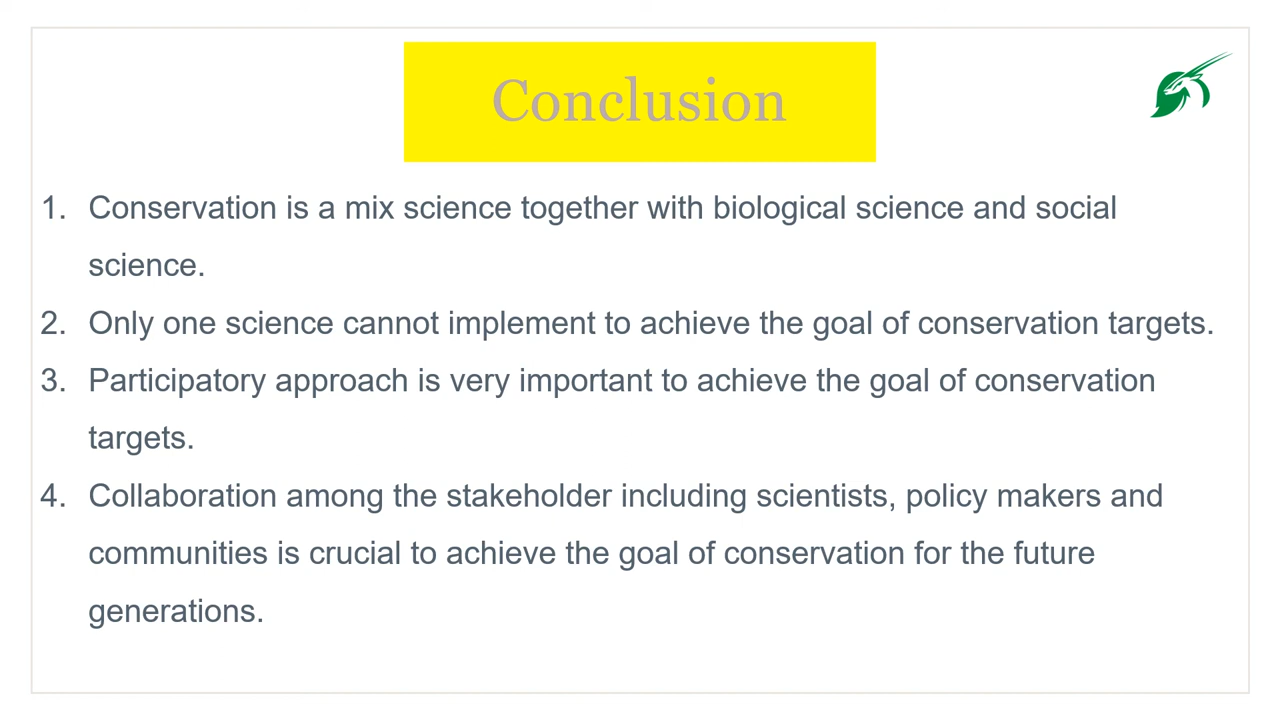 Conclusion
1. Conservation is a mix science together with biological science and social
science.
2. Only one science cannot implement to achieve the goal of conservation targets.
3. Participatory approach is very important to achieve the goal of conservation
targets.
4. Collaboration among the stakeholder including scientists, policy makers and
communities is crucial to achieve the goal of conservation for the future
generations.